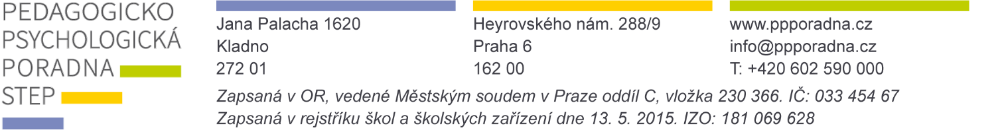 PEDAGOGICKO
PSYCHOLOGICKÁ
PORADNA
STEP
Jana Palacha 1620
Kladno
272 01
Heyrovského nám. 288/9
Praha 6
162 00
www.ppporadna.cz
info@ppporadna.cz
T: +420 602 590 000
Zapsaná v OR, vedené Městským soudem v Praze oddíl C, vložka 230 366. IČ: 033 454 67
Zapsaná v rejstříku škol a školských zařízení dne 13. 5. 2015. IZO: 181 069 628